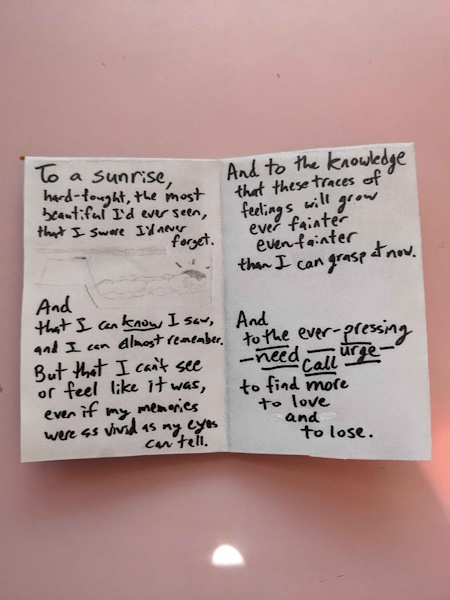 To a sunrise,
hard-fought, the most
beautiful I'd ever seen,
that I swore I'd never
forget.
And
that I can know I saw,
and I can almost remember.
But that I can't see
or feel like it was,
even if my memories
were as vivid as my eyes
can tell.
And to the knowledge
that these traces of
feelings will grow
ever fainter
even fainter
than I can grasp at now.
And
to the ever-pressing
—need — urge—
call
to find more
to love
and
to lose.